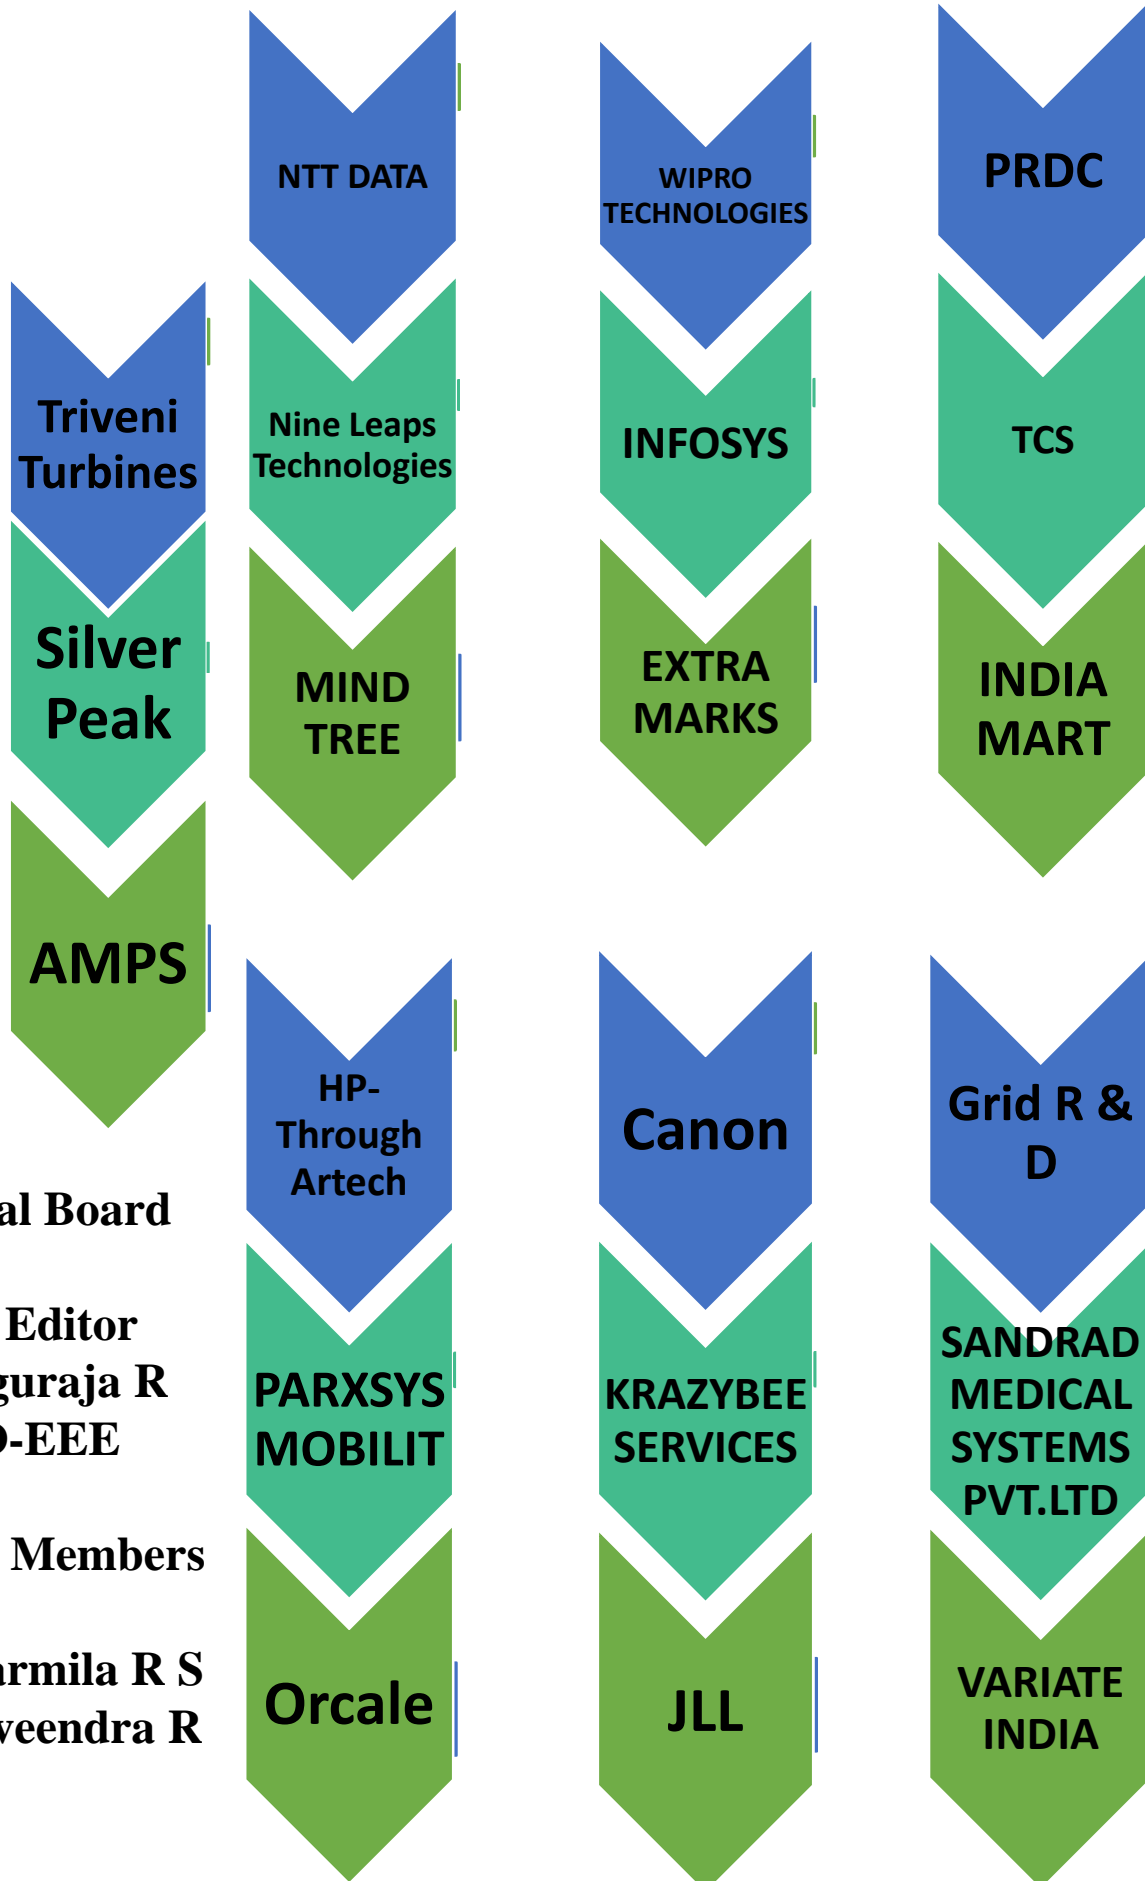 NTT DATA
Nine Leaps
Technologies
MIND
TREE
WIPRO
TECHNOLOGIES
INFOSYS
EXTRA
MARKS
PRDC
TCS
INDIA
MART
Triveni
Turbines
Silver
Peak
AMPS
HP-
Through
Artech
PARXSYS
MOBILIT
Orcale
Canon
KRAZYBEE
SERVICES
JLL
Grid R &
D
SANDRAD
MEDICAL
SYSTEMS
PVT.LTD
VARIATE
INDIA
al Board
Editor
guraja R
-EEE
Members
armila R S
veendra R